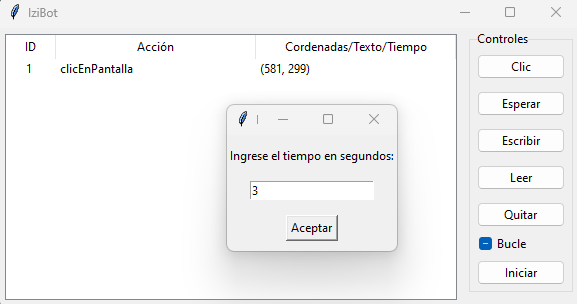 IziBot
ID Acción Cordenadas/Texto/Tiempo
1 clicEnPantalla (581, 299)
I
Ingrese el tiempo en segundos:
3
Aceptar
Controles
Clic
Esperar
Escribir
Leer
Quitar
Bucle
Iniciar